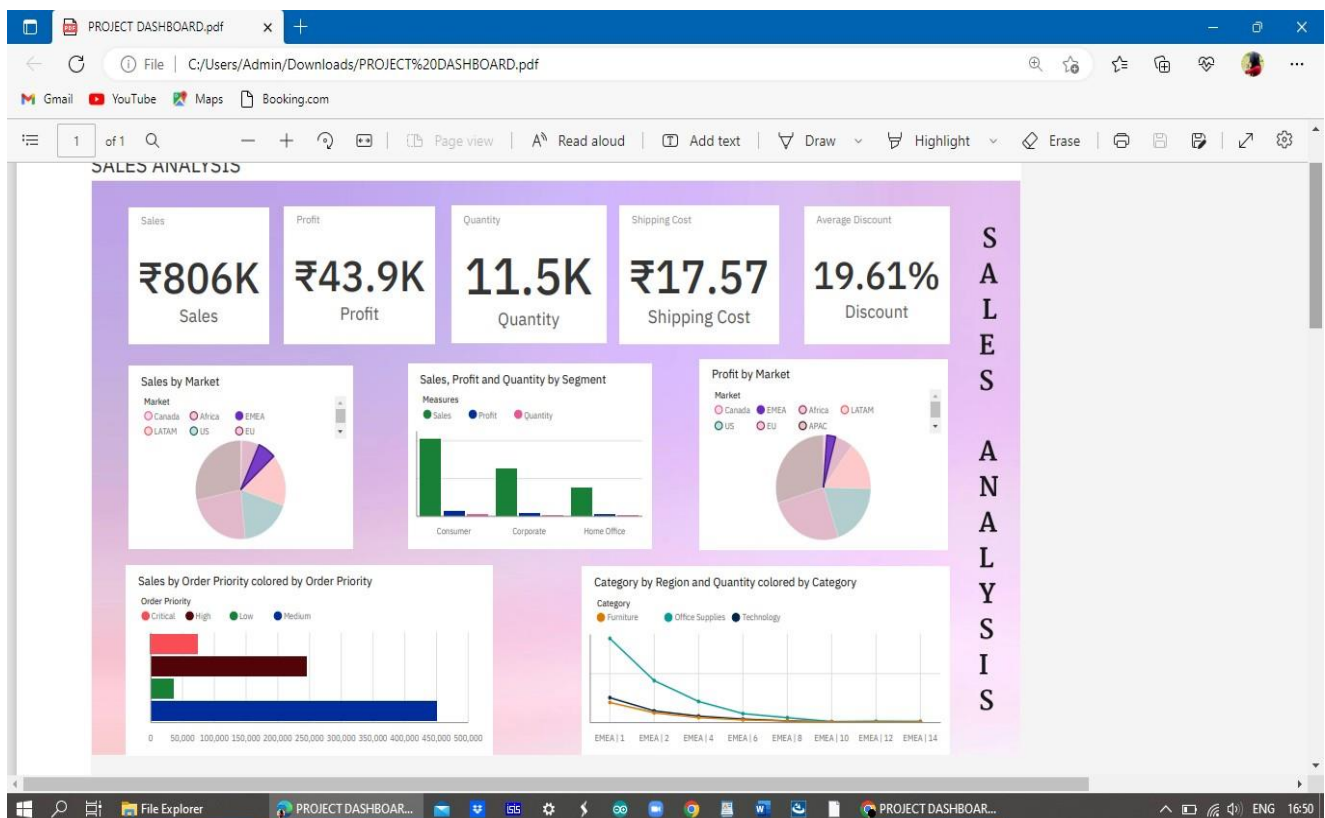 PROJECT DASHBOARD.pdf
File | C:/Users/Admin/Downloads/PROJECT%20DASHBOARD.pdf
Gmail YouTube Maps Booking.com
1 of 1 Page view Read aloud Add text Draw Highlight Erase
SALES ANALYSIS
Sales
₹806K
Sales
Profit
₹43.9K
Profit
Quantity
11.5K
Quantity
Shipping Cost
₹17.57
Shipping Cost
Average Discount
19.61%
Discount
SALES ANALYSIS
Sales by Market
Market
Canada Africa EMEA
LATAM US EU
Sales, Profit and Quantity by Segment
Measures
Sales Profit Quantity
Consumer Corporate Home Office
Profit by Market
Market
Canada EMEA Africa LATAM
US EU APAC
Sales by Order Priority colored by Order Priority
Order Priority
Critical High Low Medium
0 50,000 100,000 150,000 200,000 250,000 300,000 350,000 400,000 450,000 500,000
Category by Region and Quantity colored by Category
Category
Furniture Office Supplies Technology
EMEA | 1 EMEA | 2 EMEA | 4 EMEA | 6 EMEA | 8 EMEA | 10 EMEA | 12 EMEA | 14
File Explorer PROJECT DASHBOAR... PROJECT DASHBOAR... ENG 16:50